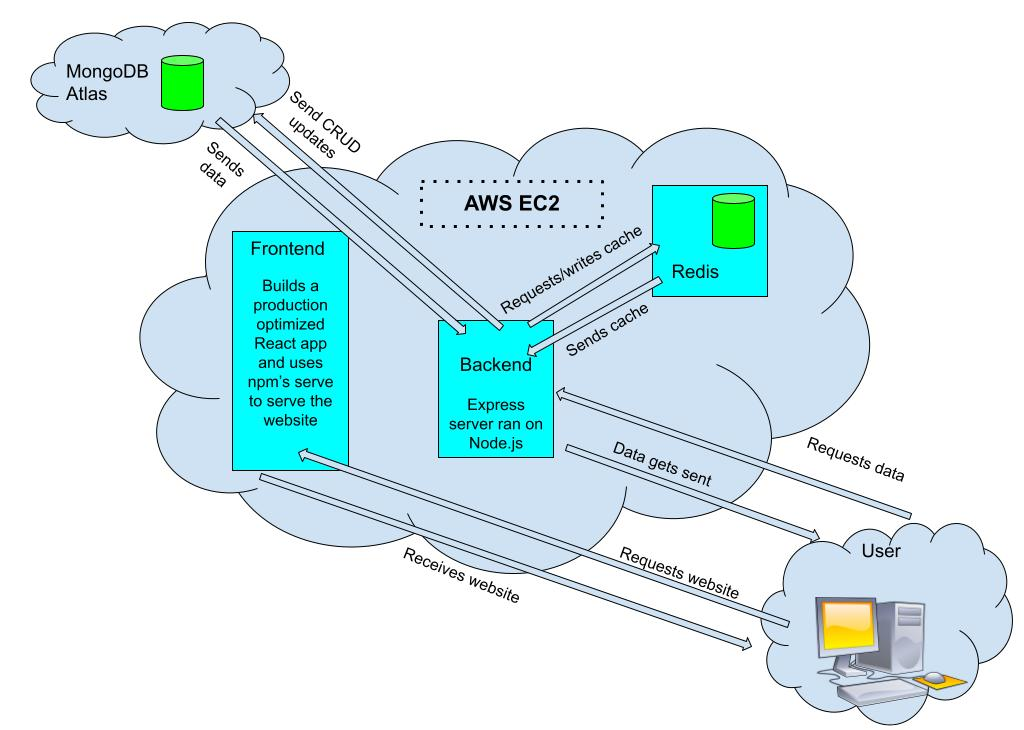 MongoDB
Atlas
Send CRUD
updates
Sends
data
AWS EC2
Frontend
Builds a
production
optimized
React app
and uses
npm's serve
to serve the
website
Requests/writes cache
Redis
Sends cache
Backend
Express
server ran on
Node.js
Requests data
Data gets sent
User
Requests website
Receives website